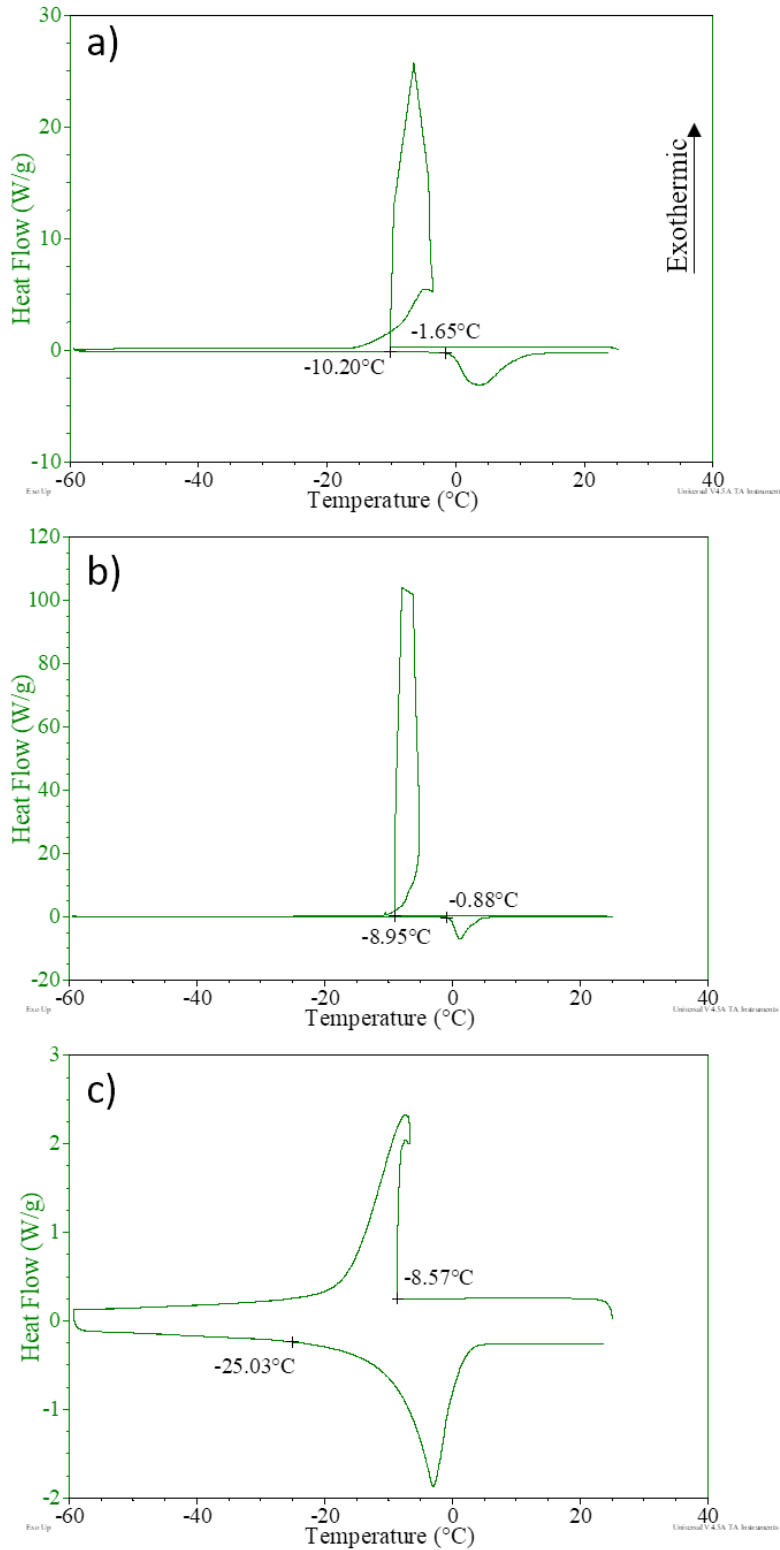 a)
30
20
10
0
-10
Heat Flow (W/g)
Exothermic
-1.65°C
-10.20°C
-60
-40
-20
0
20
40
Exo Up
Temperature (°C)
Universal V4.5A TA Instruments
b)
120
100
80
60
40
20
0
-20
Heat Flow (W/g)
-0.88°C
-8.95°C
-60
-40
-20
0
20
40
Exo Up
Temperature (°C)
Universal V4.5A TA Instruments
c)
3
2
1
0
-1
-2
Heat Flow (W/g)
-8.57°C
-25.03°C
-60
-40
-20
0
20
40
Exo Up
Temperature (°C)
Universal V4.5A TA Instruments